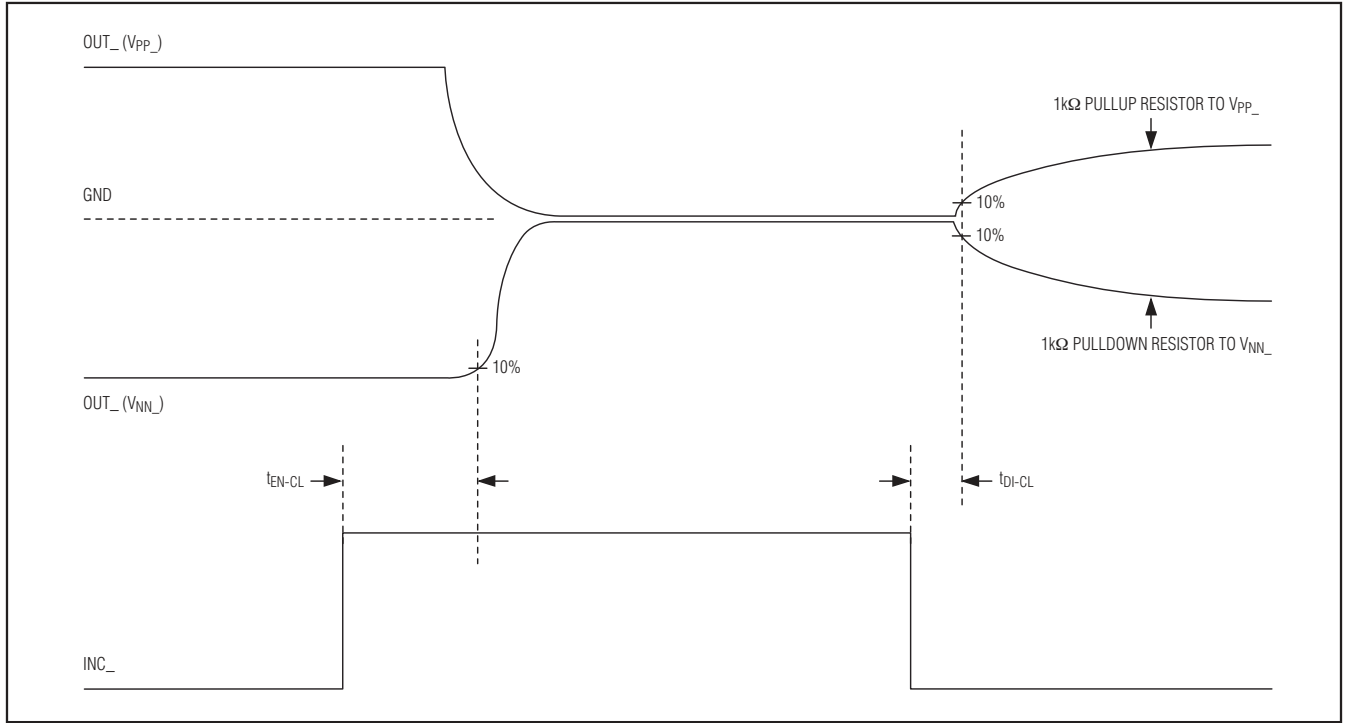 OUT_ (VPP_)
1kΩ PULLUP RESISTOR TO VPP_
GND
10%
10%
1kΩ PULLDOWN RESISTOR TO VNN_
10%
OUT_ (VNN_)
tEN-CL
tDI-CL
INC_